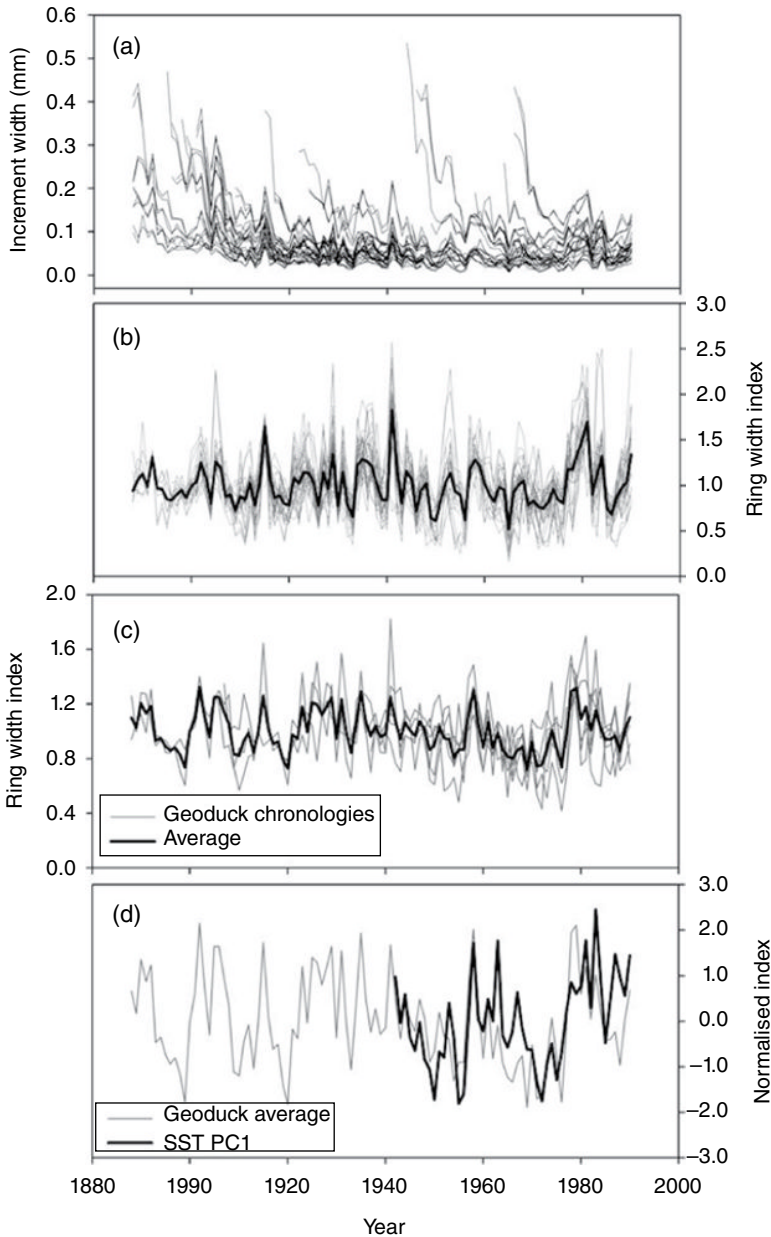 0.6
0.5
0.4
0.3
0.2
0.1
0.0
Increment width (mm)
(a)
(b)
3.0
2.5
2.0
1.5
1.0
0.5
0.0
Ring width index
2.0
1.6
1.2
0.8
0.4
0.0
Ring width index
(c)
Geoduck chronologies
Average
(d)
3.0
2.0
1.0
0.0
−1.0
−2.0
−3.0
Normalised index
Geoduck average
SST PC1
1880 1990 1920 1940 1960 1980 2000
Year